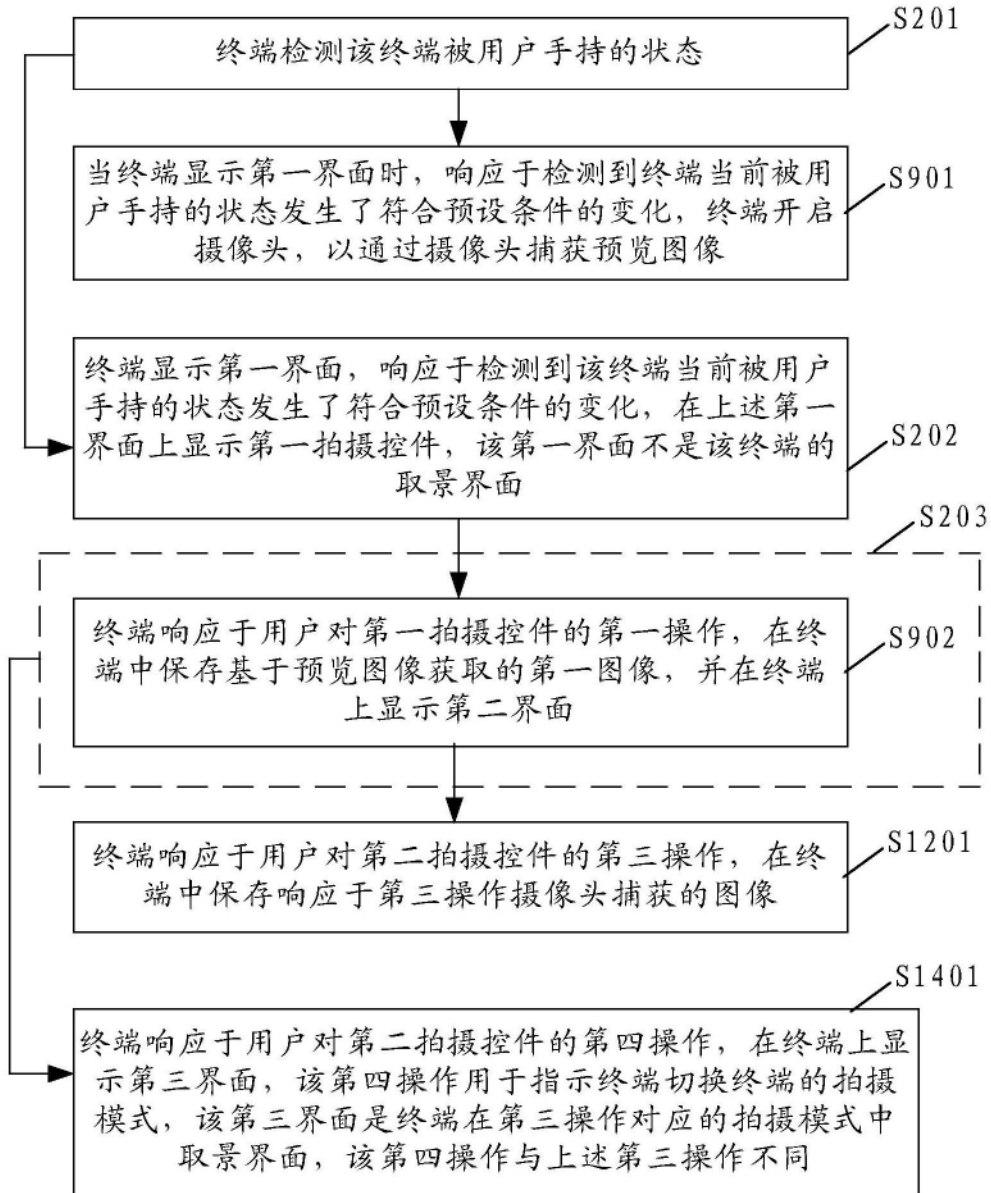 S201
终端检测该终端被用户手持的状态
当终端显示第一界面时，响应于检测到终端当前被用
户手持的状态发生了符合预设条件的变化，终端开启
摄像头，以通过摄像头捕获预览图像
S901
终端显示第一界面，响应于检测到该终端当前被用户
手持的状态发生了符合预设条件的变化，在上述第一
界面上显示第一拍摄控件，该第一界面不是该终端的
取景界面
S202
S203
终端响应于用户对第一拍摄控件的第一操作，在终
端中保存基于预览图像获取的第一图像，并在终端
上显示第二界面
S902
终端响应于用户对第二拍摄控件的第三操作，在终
端中保存响应于第三操作摄像头捕获的图像
S1201
S1401
终端响应于用户对第二拍摄控件的第四操作，在终端上显
示第三界面，该第四操作用于指示终端切换终端的拍摄
模式，该第三界面是终端在第三操作对应的拍摄模式中
取景界面，该第四操作与上述第三操作不同